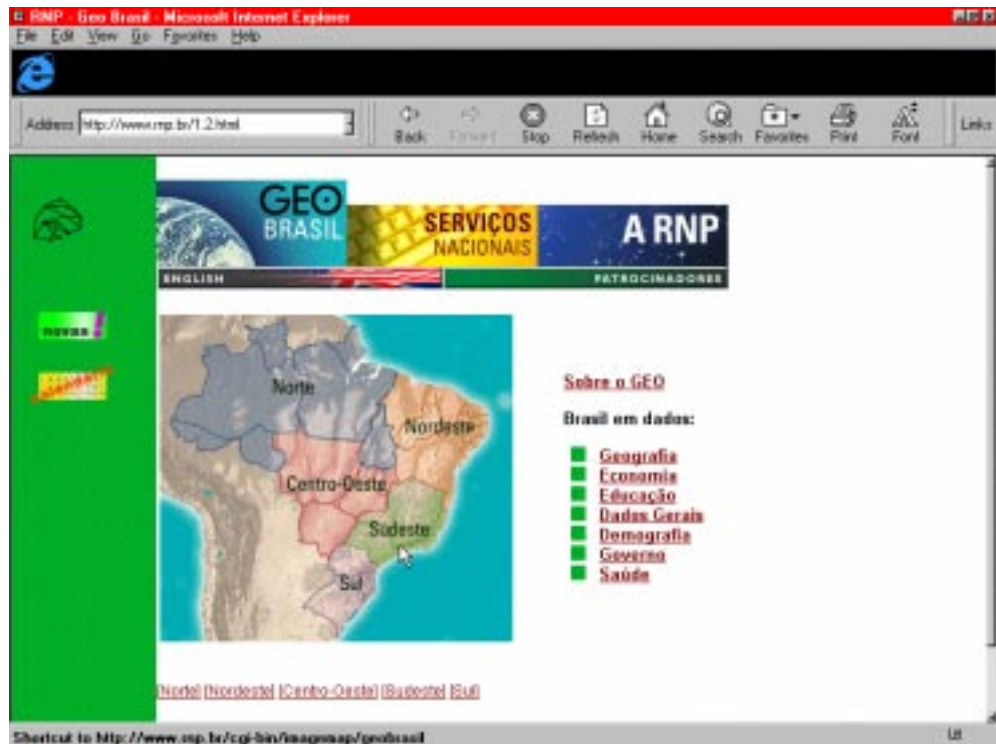 RNP - Geo Brasil - Microsoft Internet Explorer
File Edit View Go Favorites Help
Address http://www.rnp.br/1.2.html
Back Forward Stop Refresh Home Search Favorites Print Font Links
GEO
BRASIL
SERVIÇOS
NACIONAIS
A RNP
ENGLISH
PATROCINADORES
novas!
Norte
Nordeste
Centro-Oeste
Sudeste
Sul
Sobre o GEO
Brasil em dados:
Geografia
Economia
Educação
Dados Gerais
Demografia
Governo
Saúde
[Norte] [Nordeste] [Centro-Oeste] [Sudeste] [Sul]
Shortcut to http://www.rnp.br/cgi-bin/imagemap/geobrasil